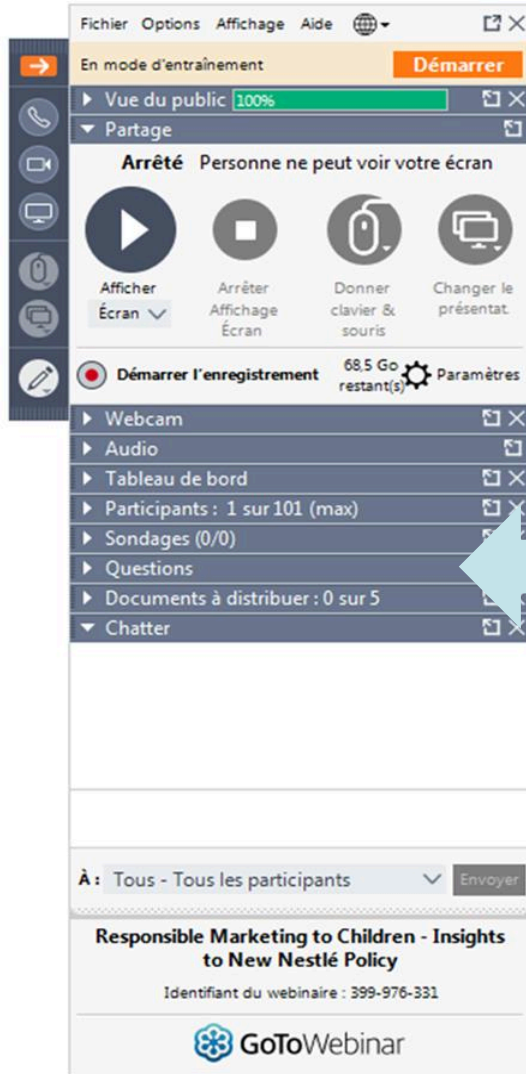 Fichier Options Affichage Aide
En mode d'entraînement Démarrer
Vue du public 100%
Partage
Arrêté Personne ne peut voir votre écran
Afficher
Écran
Arrêter
Affichage
Écran
Donner
clavier &
souris
Changer le
présentat.
Démarrer l'enregistrement
68,5 Go
restant(s)
Paramètres
Webcam
Audio
Tableau de bord
Participants : 1 sur 101 (max)
Sondages (0/0)
Questions
Documents à distribuer : 0 sur 5
Chatter
À : Tous - Tous les participants Envoyer
Responsible Marketing to Children - Insights
to New Nestlé Policy
Identifiant du webinaire : 399-976-331
GoToWebinar